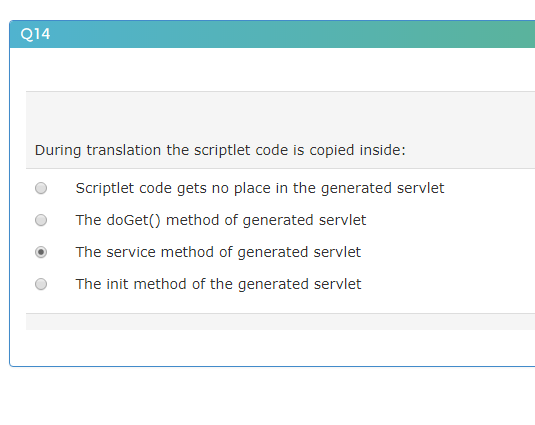 Q14
During translation the scriptlet code is copied inside:
Scriptlet code gets no place in the generated servlet
The doGet() method of generated servlet
The service method of generated servlet
The init method of the generated servlet